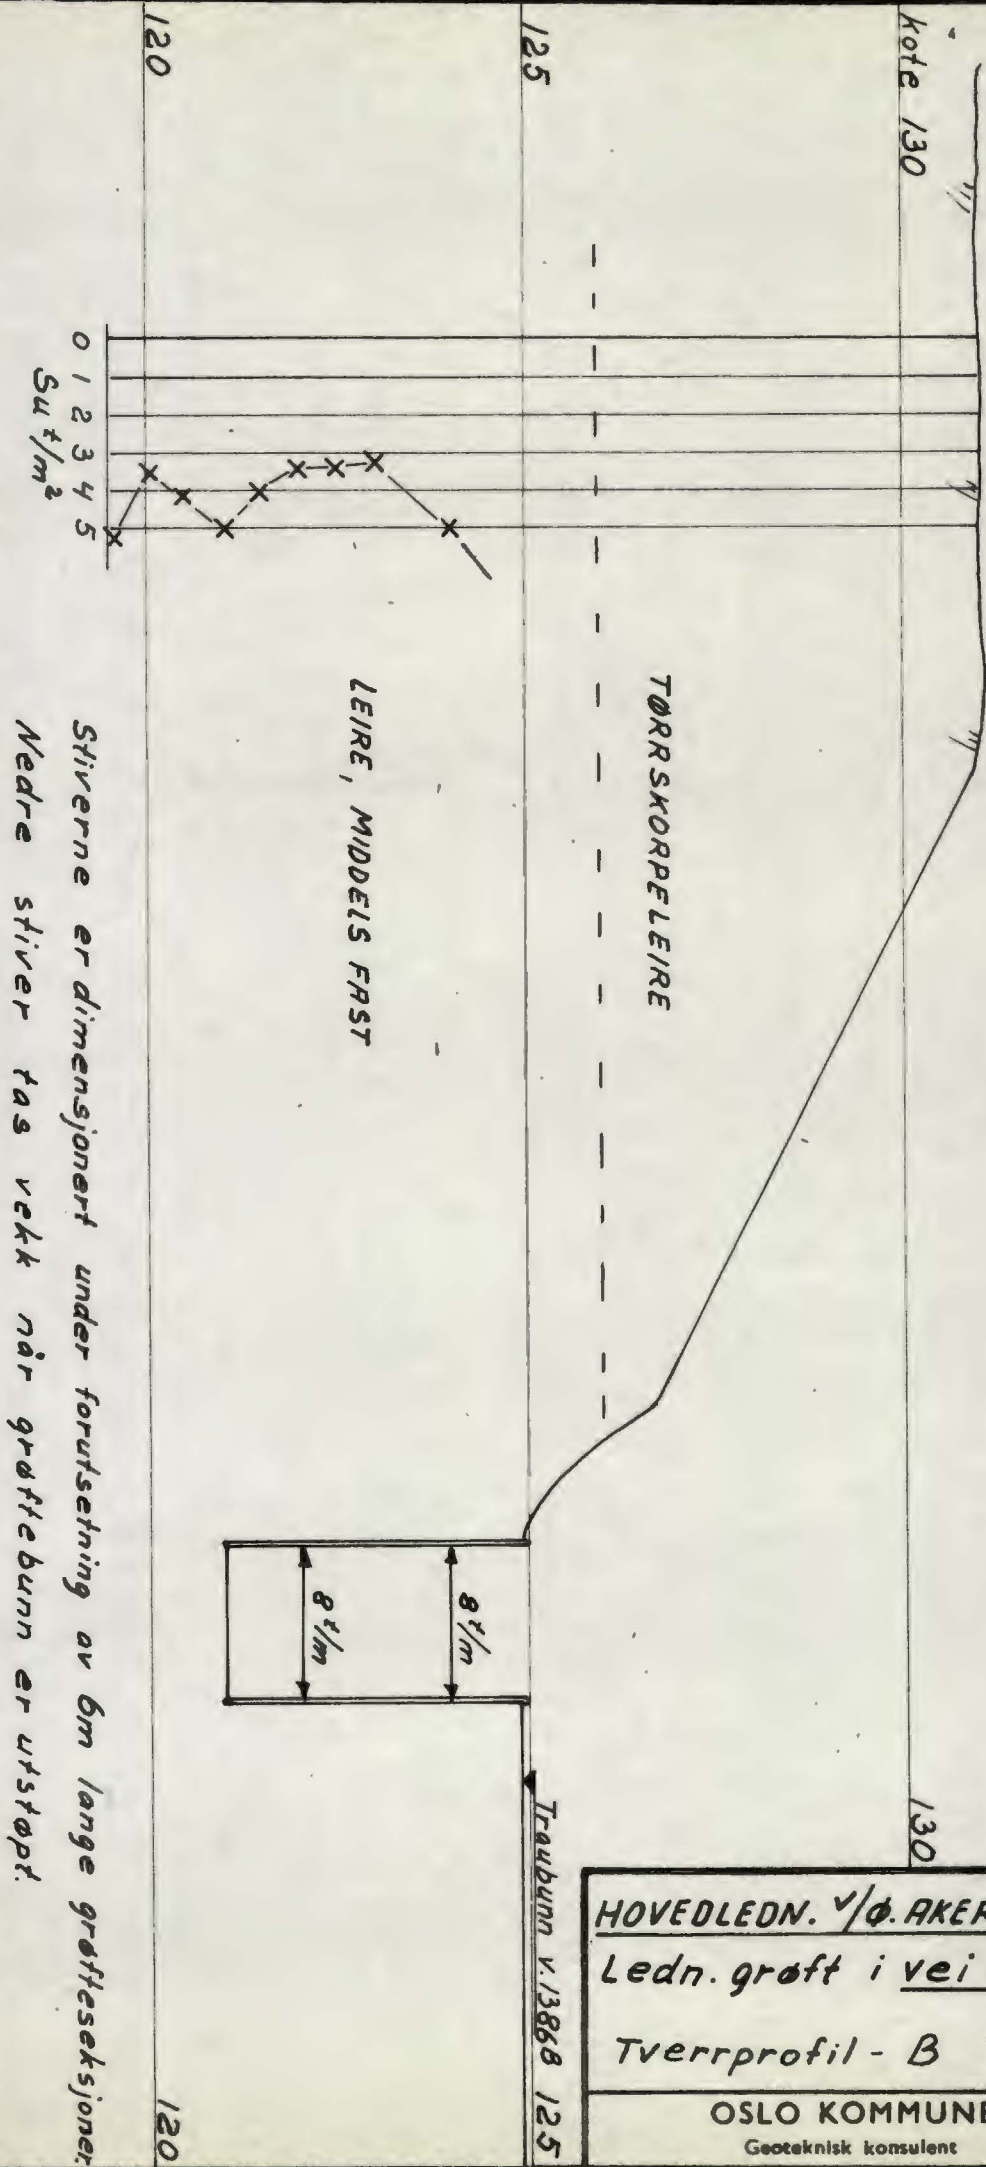 kote 130
125
120
0 1 2 3 4 5
Su t/m²
TØRRSKORPELEIRE
LEIRE, MIDDELS FAST
8 t/m
8 t/m
130
Traubunn v. 13868 125
120
Stiverne er dimensjonert under forutsetning av 6m lange grøfteseksjoner.
Nedre stiver tas vekk når grøftebunn er utstøpt.
HOVEDLEDN. v/Ø. AKER
Ledn. grøft i vei
Tverrprofil - B
OSLO KOMMUNE
Geoteknisk konsulent